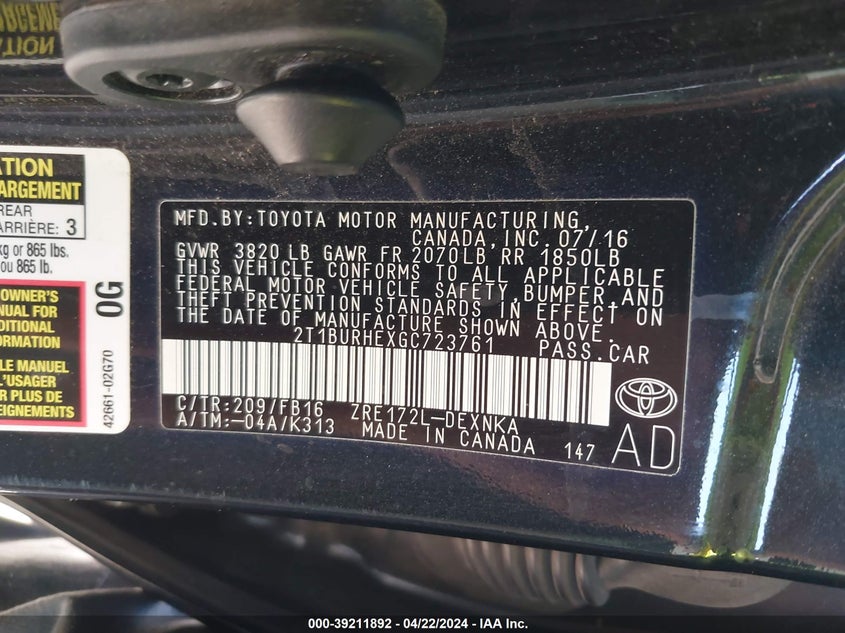 ORCEME
ATION
ATION
ARGEMENT
REAR
ARRIÈRE: 3
kg or 865 lbs.
ou 865 lb.
OWNER'S
NUAL FOR
DITIONAL
ORMATION
LE MANUEL
L'USAGER
R PLUS DE
EIGNEMENTS
0G
42661-02G70
MFD.BY:TOYOTA MOTOR MANUFACTURING,
CANADA,INC.07/16
GVWR 3820LB GAWR FR 2070LB RR 1850LB
THIS VEHICLE CONFORMS TO ALL APPLICABLE
FEDERAL MOTOR VEHICLE SAFETY,BUMPER,AND
THEFT PREVENTION STANDARDS IN EFFECT ON
THE DATE OF MANUFACTURE SHOWN ABOVE.
2T1BURHEXGC723761 PASS.CAR
C/TR:209/FB16 ZRE172L-DEXNKA
A/TM:-04A/K313 MADE IN CANADA 147
AD
000-39211892 / 04/22/2024 - IAA Inc.